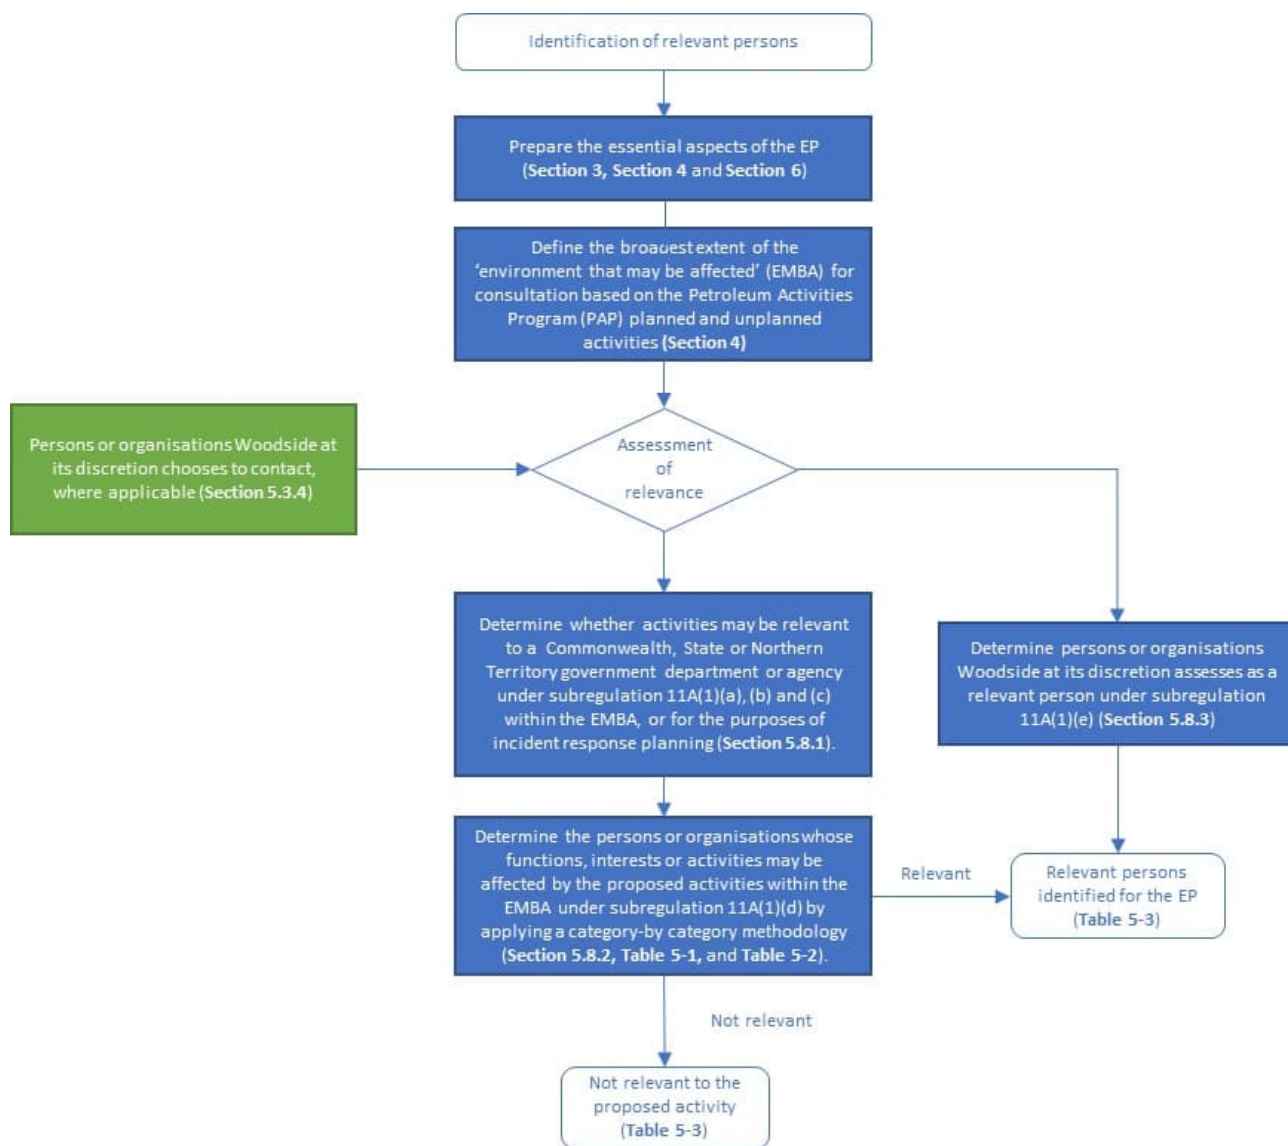 Identification of relevant persons
Prepare the essential aspects of the EP
(Section 3, Section 4 and Section 6)
Define the broadest extent of the
‘environment that may be affected’ (EMBA) for
consultation based on the Petroleum Activities
Program (PAP) planned and unplanned
activities (Section 4)
Persons or organisations Woodside at
its discretion chooses to contact,
where applicable (Section 5.3.4)
Assessment
of
relevance
Determine whether activities may be relevant
to a Commonwealth, State or Northern
Territory government department or agency
under subregulation 11A(1)(a), (b) and (c)
within the EMBA, or for the purposes of
incident response planning (Section 5.8.1).
Determine persons or organisations
Woodside at its discretion assesses as a
relevant person under subregulation
11A(1)(e) (Section 5.8.3)
Determine the persons or organisations whose
functions, interests or activities may be
affected by the proposed activities within the
EMBA under subregulation 11A(1)(d) by
applying a category-by category methodology
(Section 5.8.2, Table 5-1, and Table 5-2).
Relevant
Relevant persons
identified for the EP
(Table 5-3)
Not relevant
Not relevant to the
proposed activity
(Table 5-3)